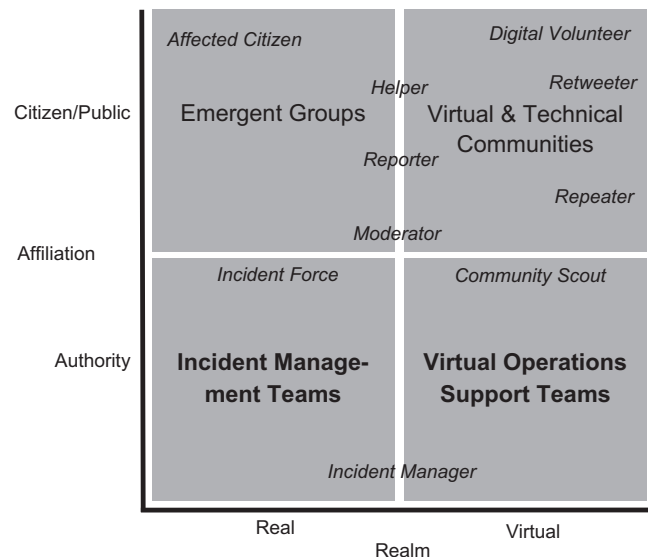 Affected Citizen
Digital Volunteer
Helper
Retweeter
Citizen/Public
Emergent Groups
Virtual & Technical
Communities
Reporter
Repeater
Moderator
Affiliation
Incident Force
Community Scout
Authority
Incident Manage-
ment Teams
Virtual Operations
Support Teams
Incident Manager
Real
Virtual
Realm